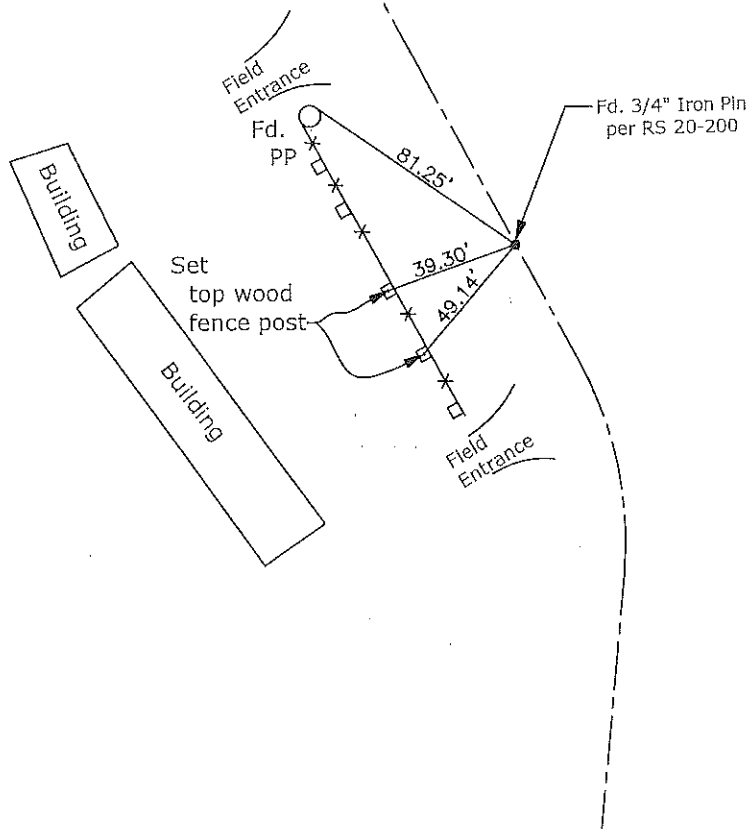 Field
Entrance
Fd.
PP
Fd. 3/4" Iron Pin
per RS 20-200
81.25'
39.30'
49.14'
Set
top wood
fence post
Building
Building
Field
Entrance